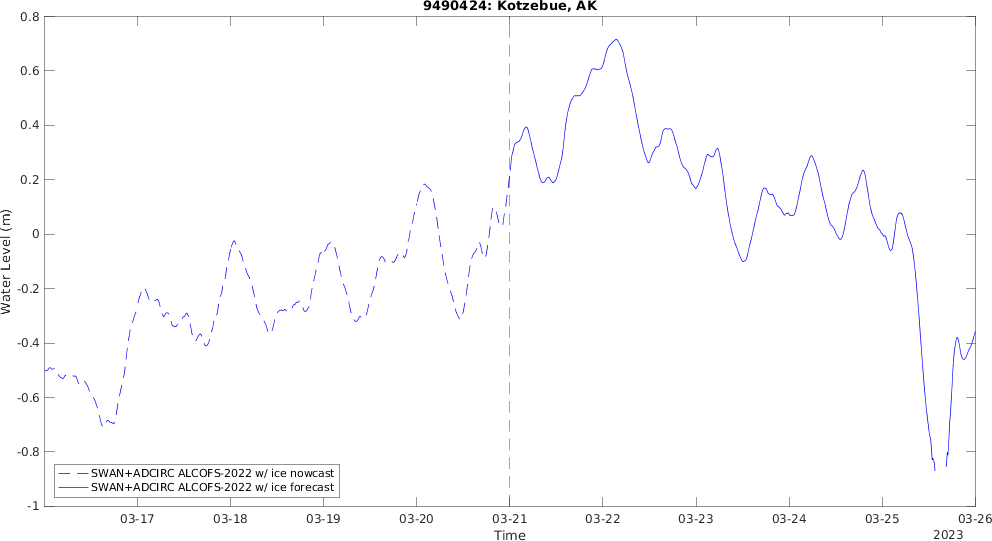 9490424: Kotzebue, AK
0.8
0.6
0.4
0.2
0
-0.2
-0.4
-0.6
-0.8
-1
Water Level (m)
SWAN+ADCIRC ALCOFS-2022 w/ ice nowcast
SWAN+ADCIRC ALCOFS-2022 w/ ice forecast
03-17 03-18 03-19 03-20 03-21 03-22 03-23 03-24 03-25 03-26
Time
2023